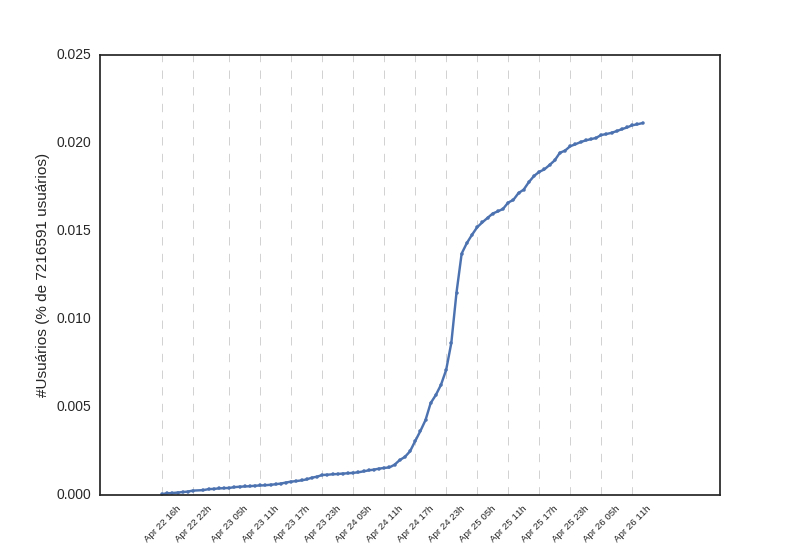 0.025
0.020
0.015
0.010
0.005
0.000
#Usuários (% de 7216591 usuários)
Apr 22 16h
Apr 22 22h
Apr 23 05h
Apr 23 11h
Apr 23 17h
Apr 23 23h
Apr 24 05h
Apr 24 11h
Apr 24 17h
Apr 24 23h
Apr 25 05h
Apr 25 11h
Apr 25 17h
Apr 25 23h
Apr 26 05h
Apr 26 11h